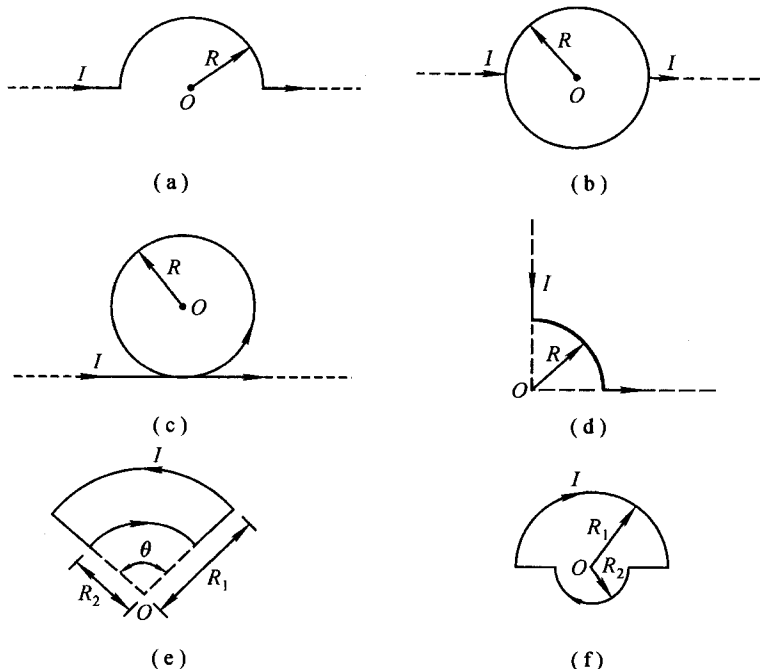 I R O
(a)
I R O I
(b)
I R O
(c)
I R O
(d)
I θ R₂ R₁ O
(e)
I R₁ O R₂
(f)